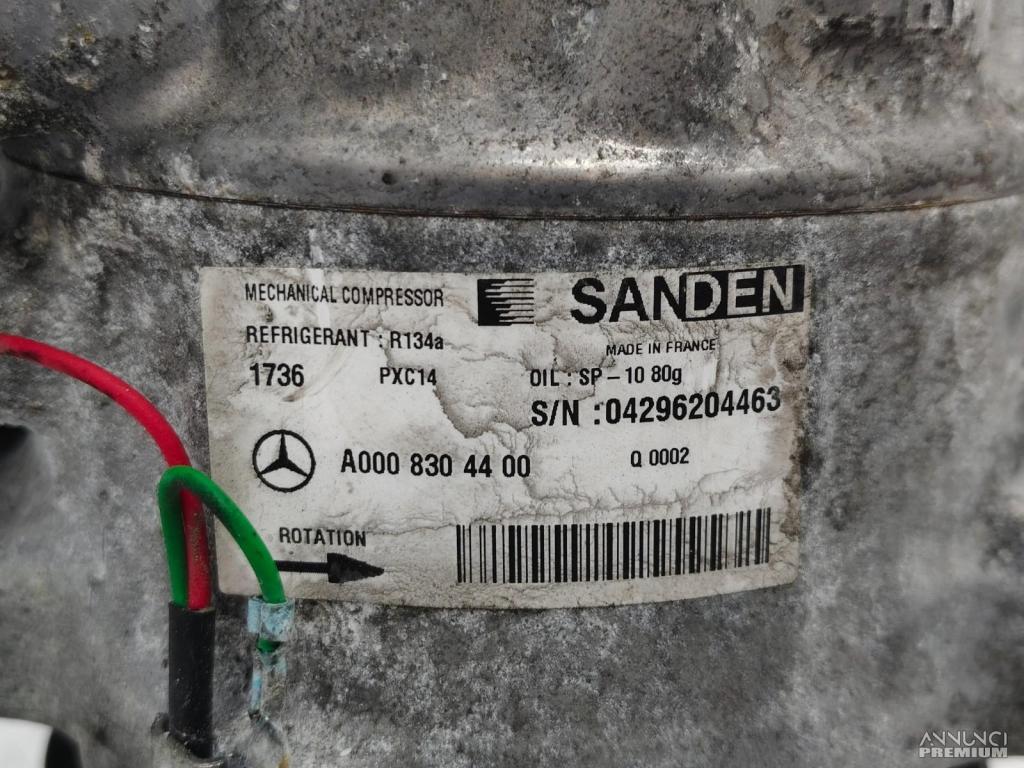 MECHANICAL COMPRESSOR
SANDEN
REFRIGERANT : R134a
MADE IN FRANCE
1736 PXC14 OIL : SP-10 80g
S/N :04296204463
A000 830 44 00 Q 0002
ROTATION
ANNUNCI
PREMIUM